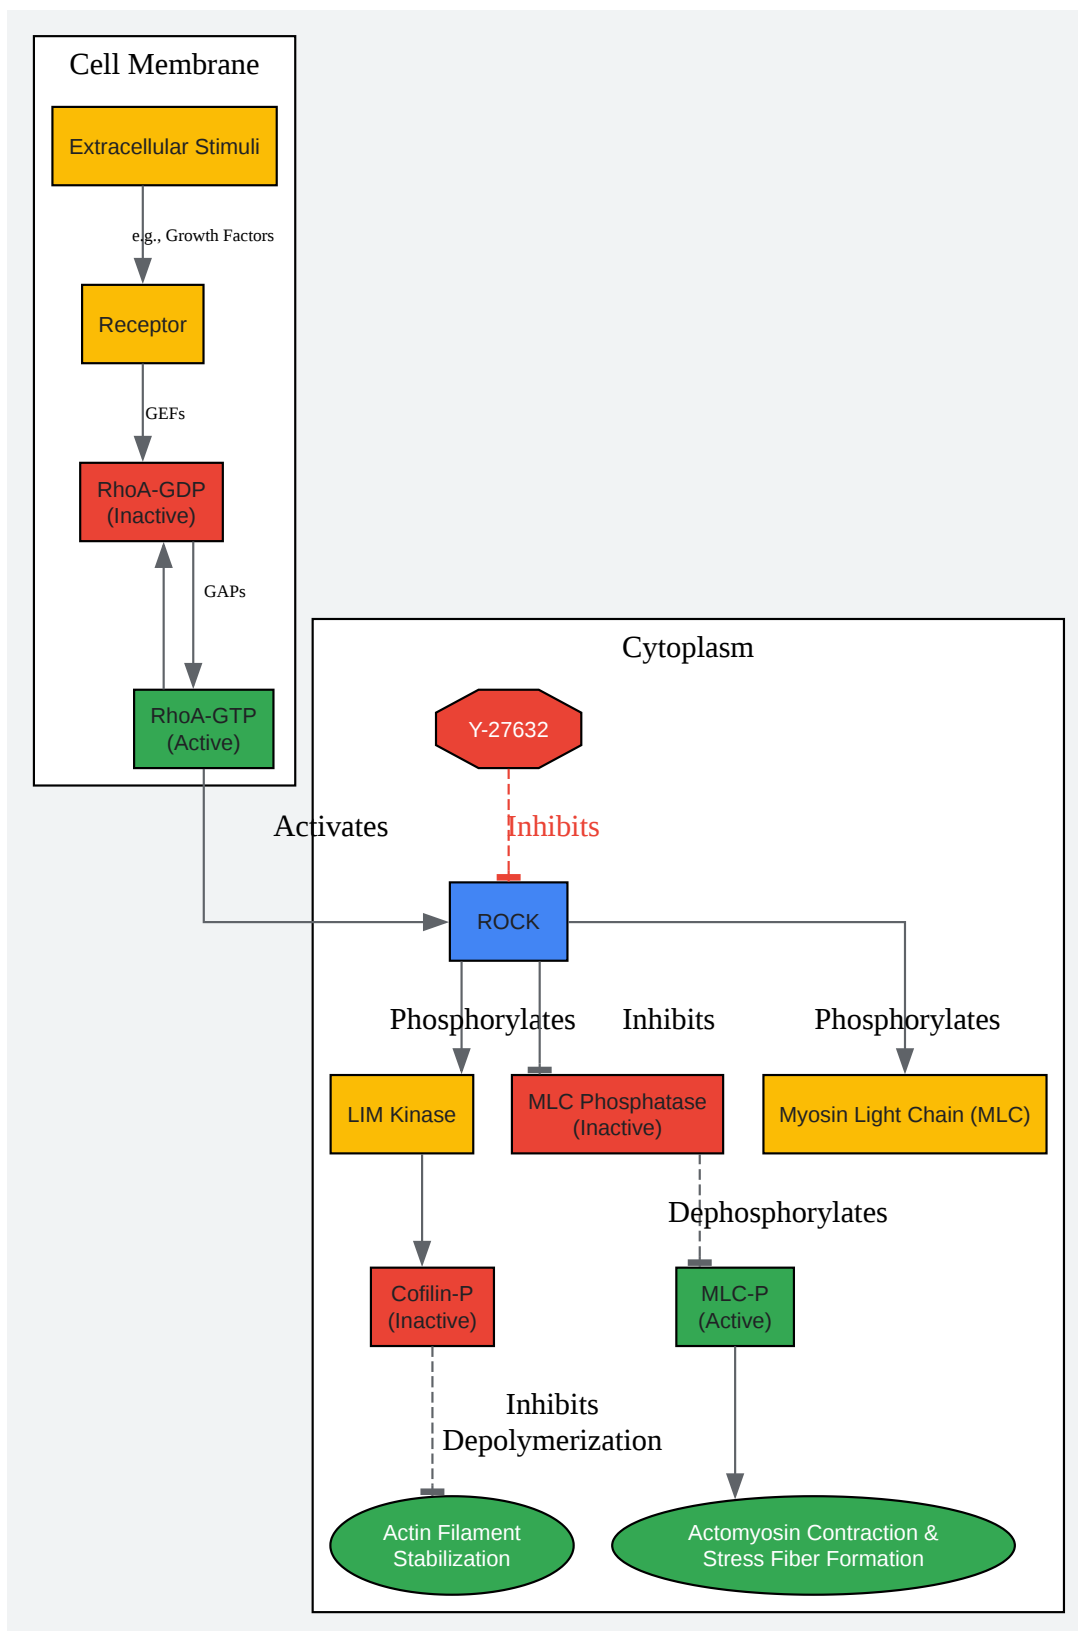 Cell Membrane
Extracellular Stimuli
e.g., Growth Factors
Receptor
GEFs
RhoA-GDP
(Inactive)
GAPs
RhoA-GTP
(Active)
Cytoplasm
Y-27632
Activates
Inhibits
ROCK
Phosphorylates
Inhibits
Phosphorylates
LIM Kinase
MLC Phosphatase
(Inactive)
Myosin Light Chain (MLC)
Dephosphorylates
Cofilin-P
(Inactive)
MLC-P
(Active)
Inhibits
Depolymerization
Actin Filament
Stabilization
Actomyosin Contraction &
Stress Fiber Formation